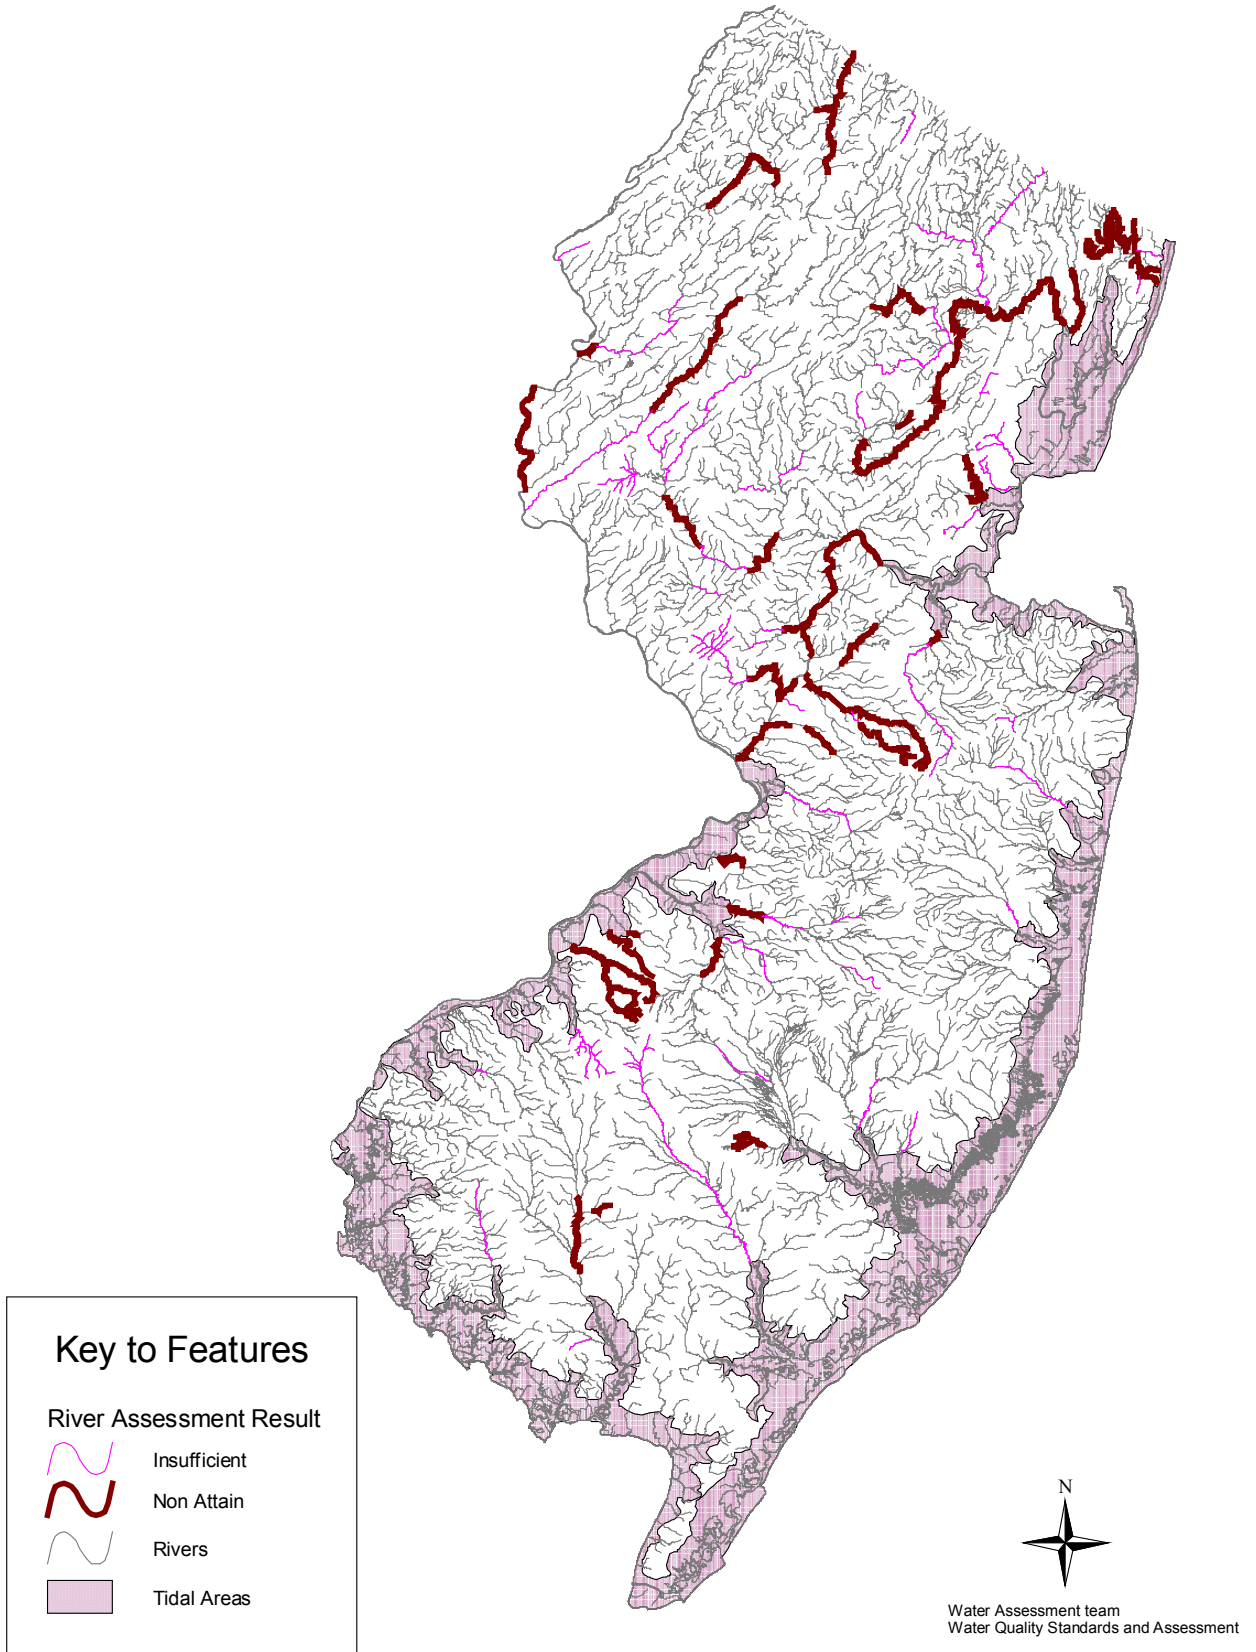 Key to Features
River Assessment Result
Insufficient
Non Attain
Rivers
Tidal Areas
N
Water Assessment team
Water Quality Standards and Assessment